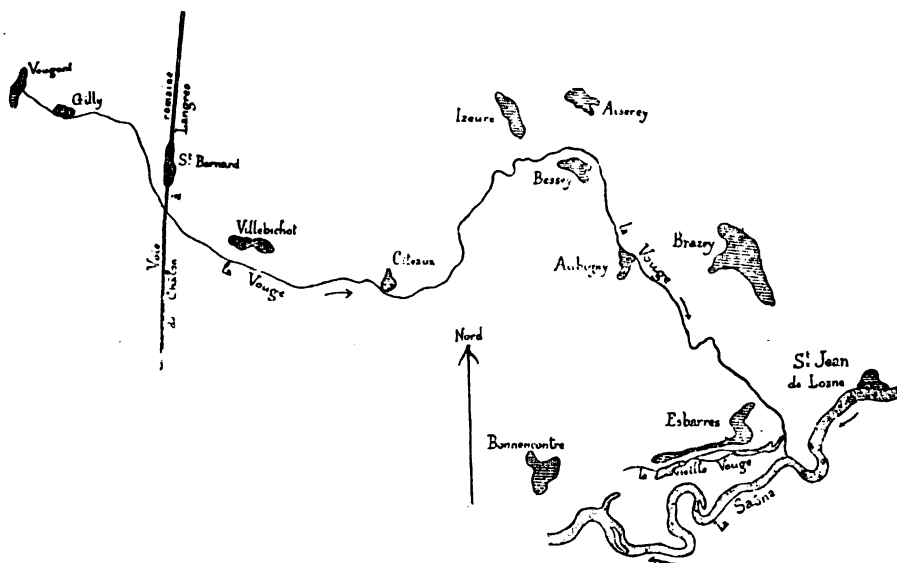 Vougeot
Gilly
Voie romaine
de Châlon à Langres
St Bernard
Villebichot
la Vouge
Citeaux
Izeure
Aiserey
Bessey
la Vouge
Aubigny
Brazey
Nord
St Jean
de Losne
Esbarres
Bonnencontre
la Vieille Vouge
la Saône